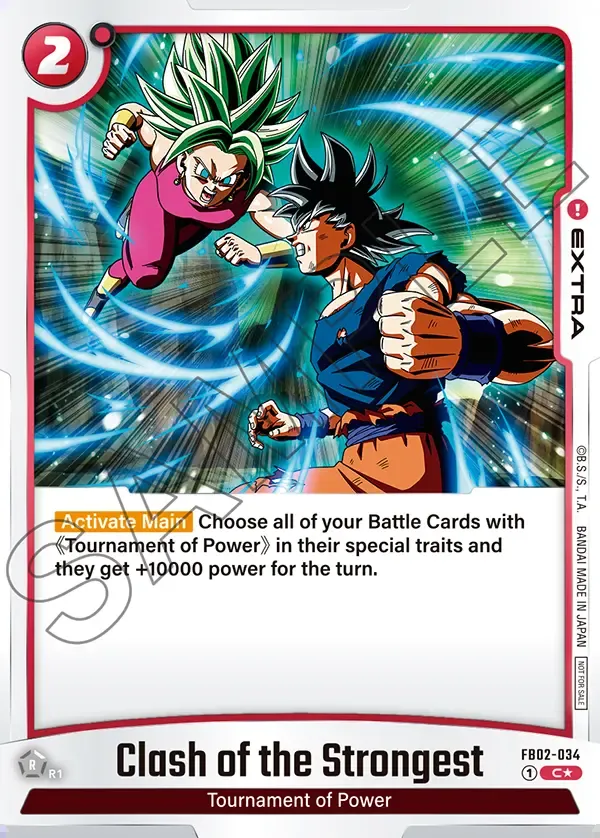 2
! EXTRA
Activate Main Choose all of your Battle Cards with
《Tournament of Power》 in their special traits and
they get +10000 power for the turn.
SAMPLE
©B.S./S., T.A. BANDAI MADE IN JAPAN
NOT FOR SALE
R R1
Clash of the Strongest
FB02-034
1 C★
Tournament of Power